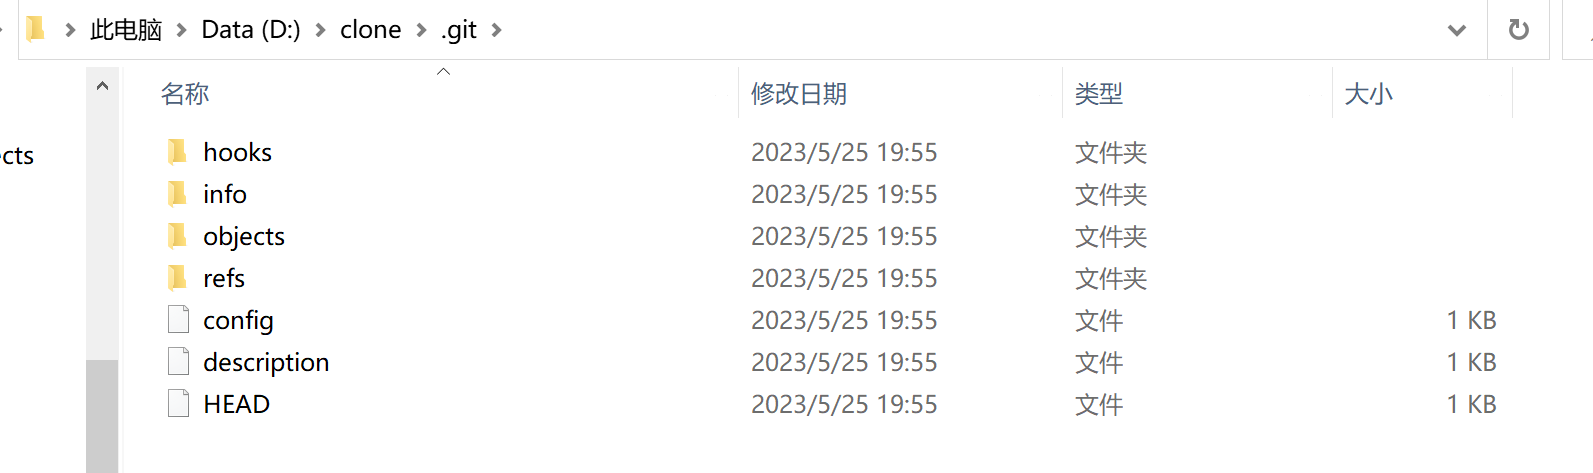 此电脑 Data (D:) clone .git
名称 修改日期 类型 大小
hooks 2023/5/25 19:55 文件夹
cts
info 2023/5/25 19:55 文件夹
objects 2023/5/25 19:55 文件夹
refs 2023/5/25 19:55 文件夹
config 2023/5/25 19:55 文件 1 KB
description 2023/5/25 19:55 文件 1 KB
HEAD 2023/5/25 19:55 文件 1 KB